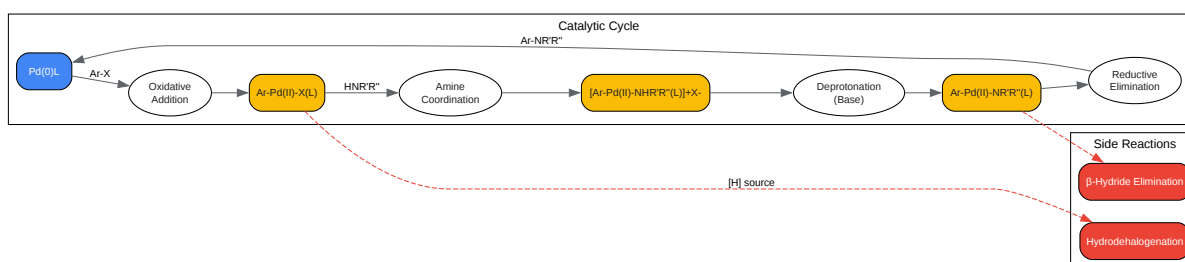 Catalytic Cycle
Ar-NR'R"
Pd(0)L
Ar-X
Oxidative
Addition
Ar-Pd(II)-X(L)
HNR'R"
Amine
Coordination
[Ar-Pd(II)-NHR'R"(L)]+X-
Deprotonation
(Base)
Ar-Pd(II)-NR'R"(L)
Reductive
Elimination
Side Reactions
β-Hydride Elimination
[H] source
Hydrodehalogenation